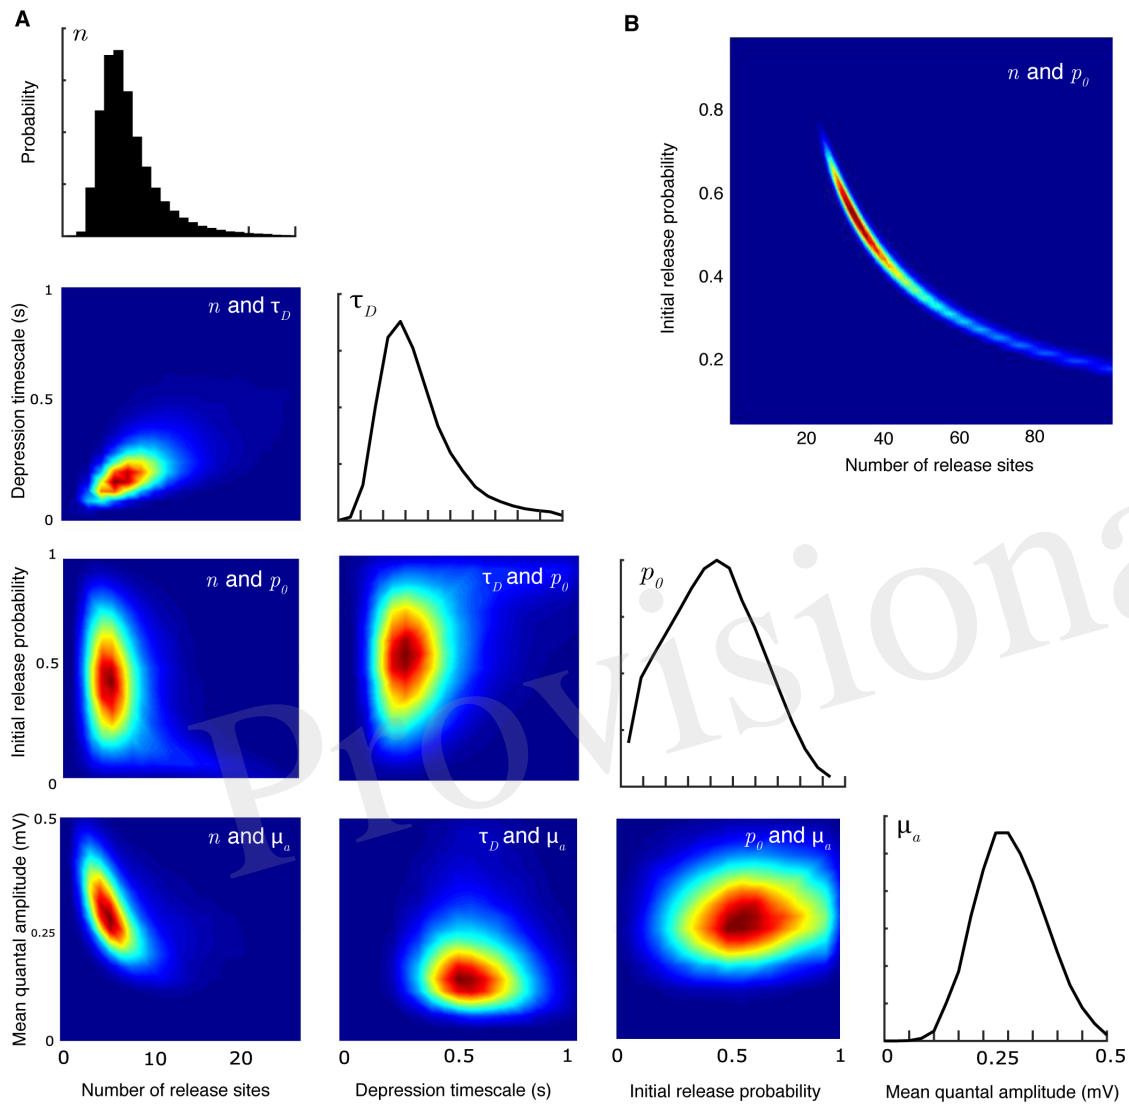 A
n
Probability
B
n and p0
0.8
0.6
0.4
0.2
Initial release probability
20 40 60 80
Number of release sites
1
0.5
0
Depression timescale (s)
n and τD
τD
1
0.5
0
Initial release probability
n and p0
τD and p0
p0
Provisiona
0.5
0.25
0
Mean quantal amplitude (mV)
n and μa
τD and μa
p0 and μa
μa
0 10 20
0 0.5 1
0 0.5 1
0 0.25 0.5
Number of release sites
Depression timescale (s)
Initial release probability
Mean quantal amplitude (mV)